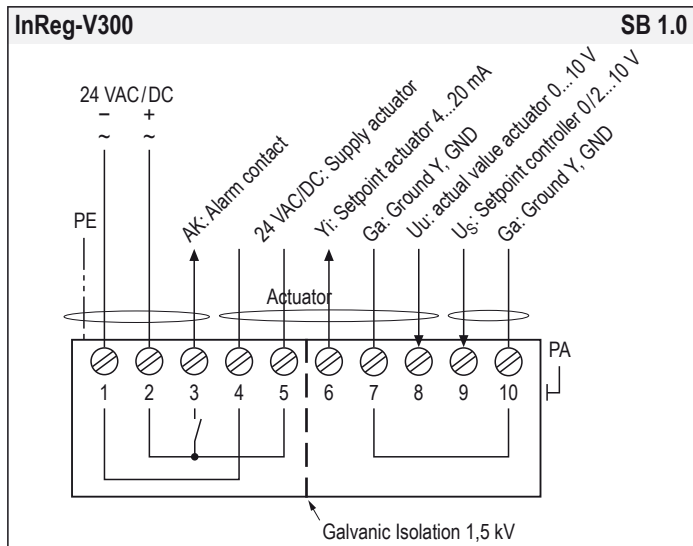 InReg-V300 SB 1.0
24 VAC/DC
− +
~ ~
PE
AK: Alarm contact
24 VAC/DC: Supply actuator
Yi: Setpoint actuator 4...20 mA
Ga: Ground Y, GND
Uu: actual value actuator 0...10 V
US: Setpoint controller 0/2...10 V
Ga: Ground Y, GND
Actuator
PA
1 2 3 4 5 6 7 8 9 10
Galvanic Isolation 1,5 kV